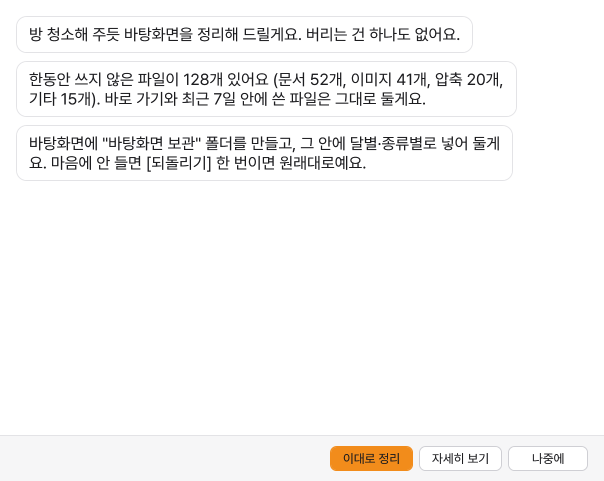 방 청소해 주듯 바탕화면을 정리해 드릴게요. 버리는 건 하나도 없어요.
한동안 쓰지 않은 파일이 128개 있어요 (문서 52개, 이미지 41개, 압축 20개,
기타 15개). 바로 가기와 최근 7일 안에 쓴 파일은 그대로 둘게요.
바탕화면에 "바탕화면 보관" 폴더를 만들고, 그 안에 달별·종류별로 넣어 둘게
요. 마음에 안 들면 [되돌리기] 한 번이면 원래대로예요.
이대로 정리
자세히 보기
나중에